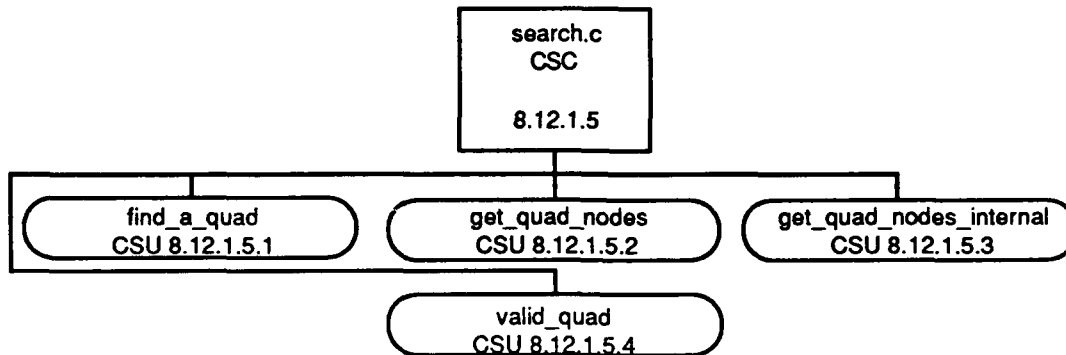 search.c
CSC
8.12.1.5
find_a_quad
CSU 8.12.1.5.1
get_quad_nodes
CSU 8.12.1.5.2
get_quad_nodes_internal
CSU 8.12.1.5.3
valid_quad
CSU 8.12.1.5.4